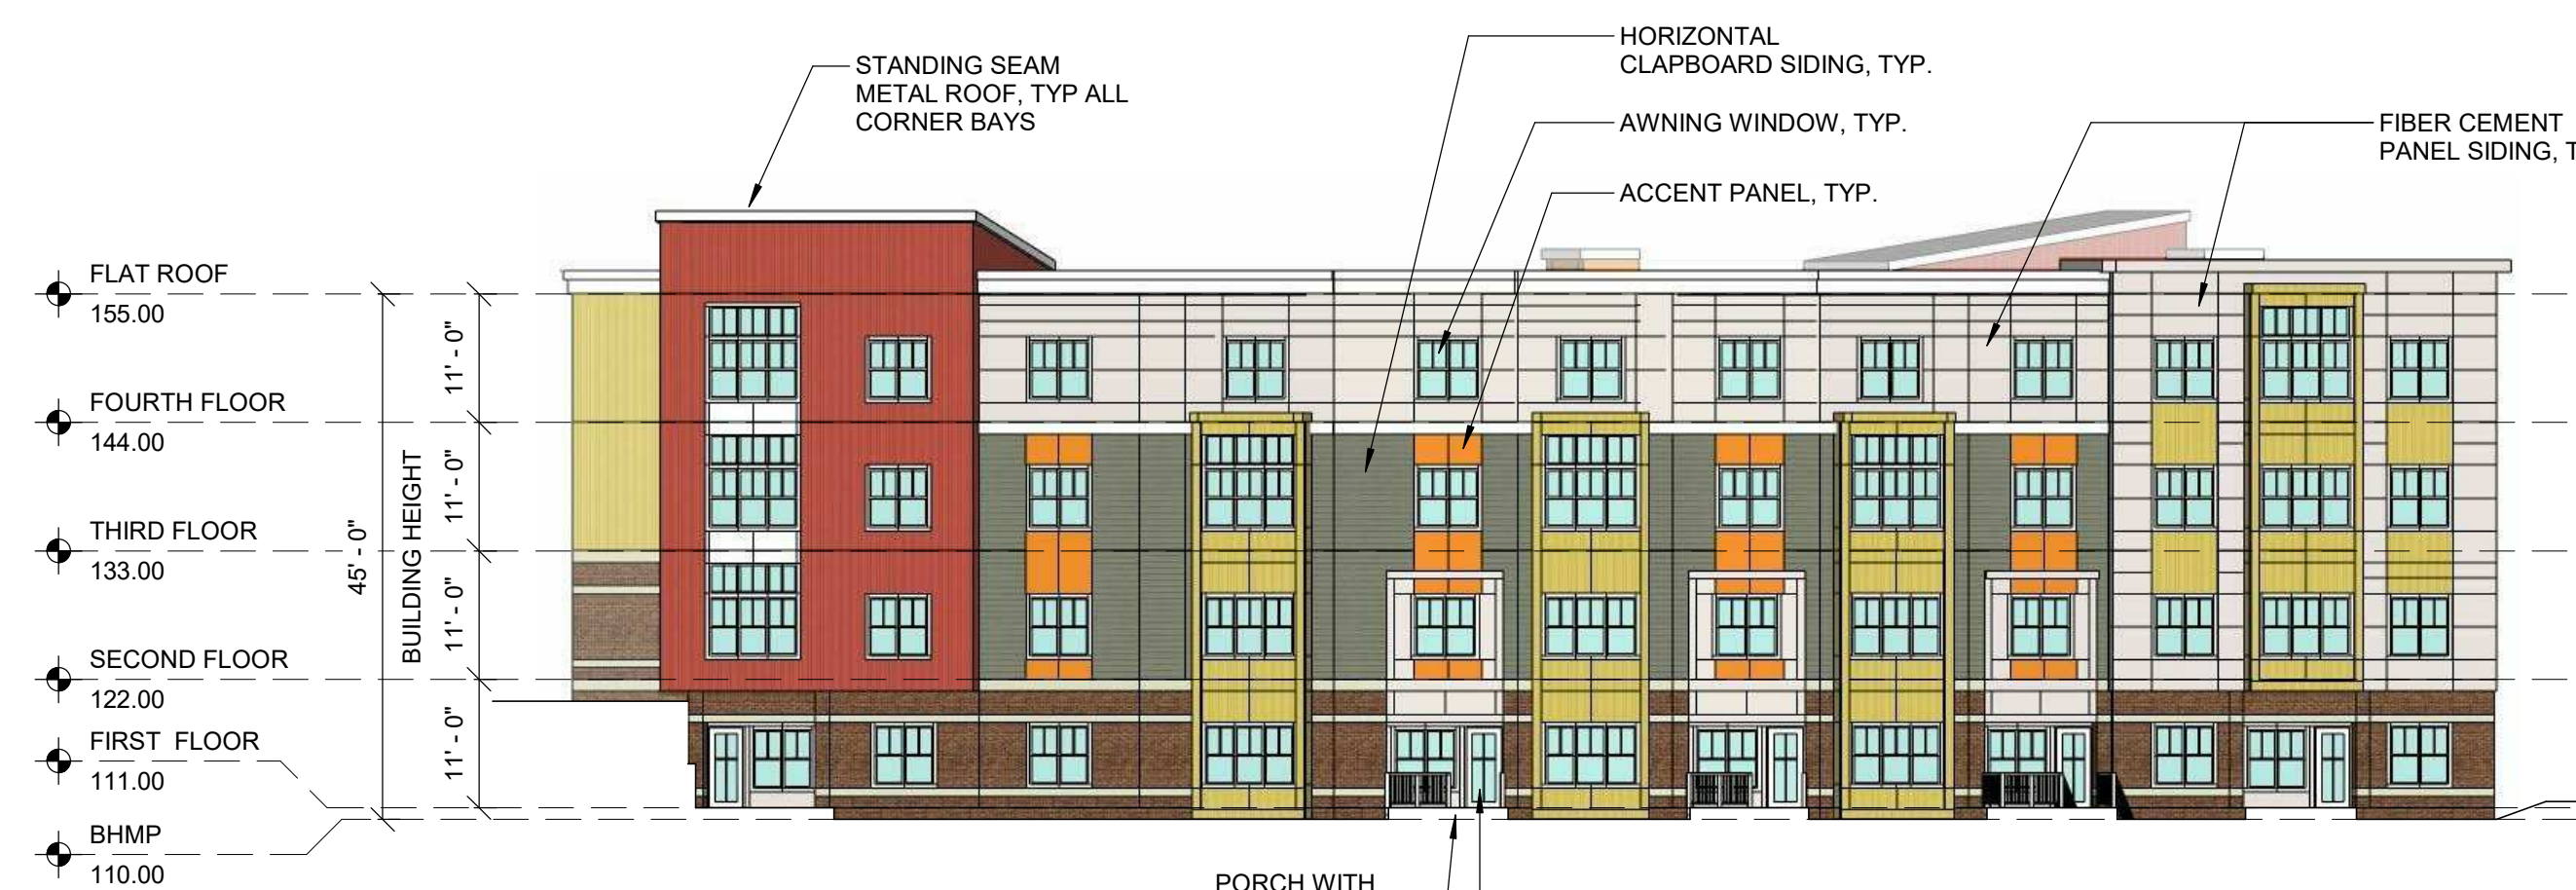 HORIZONTAL
CLAPBOARD SIDING, TYP.
STANDING SEAM
METAL ROOF, TYP ALL
CORNER BAYS
AWNING WINDOW, TYP.
FIBER CEMENT
PANEL SIDING, T
ACCENT PANEL, TYP.
FLAT ROOF
155.00
FOURTH FLOOR
144.00
THIRD FLOOR
133.00
SECOND FLOOR
122.00
FIRST FLOOR
111.00
BHMP
110.00
45' - 0"
BUILDING HEIGHT
11' - 0"
11' - 0"
11' - 0"
11' - 0"
PORCH WITH